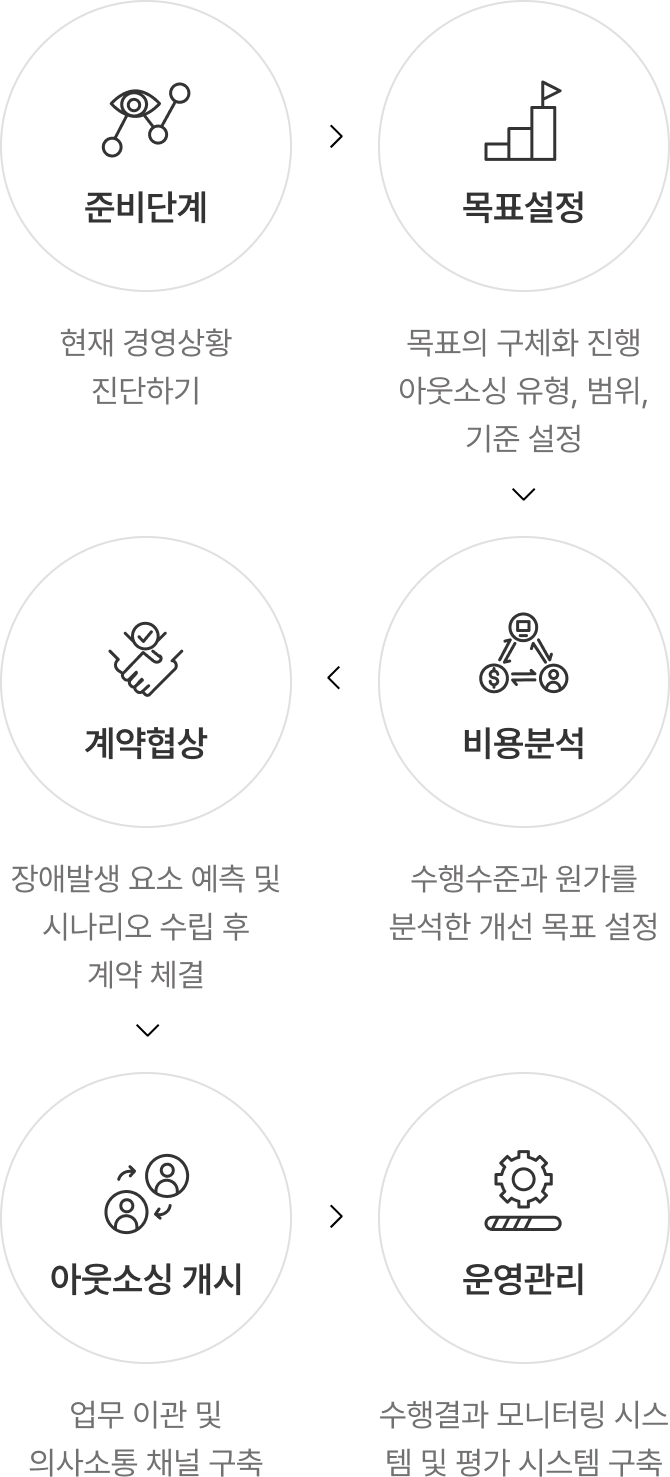 준비단계
현재 경영상황
진단하기
목표설정
목표의 구체화 진행
아웃소싱 유형, 범위,
기준 설정
비용분석
수행수준과 원가를
분석한 개선 목표 설정
계약협상
장애발생 요소 예측 및
시나리오 수립 후
계약 체결
아웃소싱 개시
업무 이관 및
의사소통 채널 구축
운영관리
수행결과 모니터링 시스
템 및 평가 시스템 구축